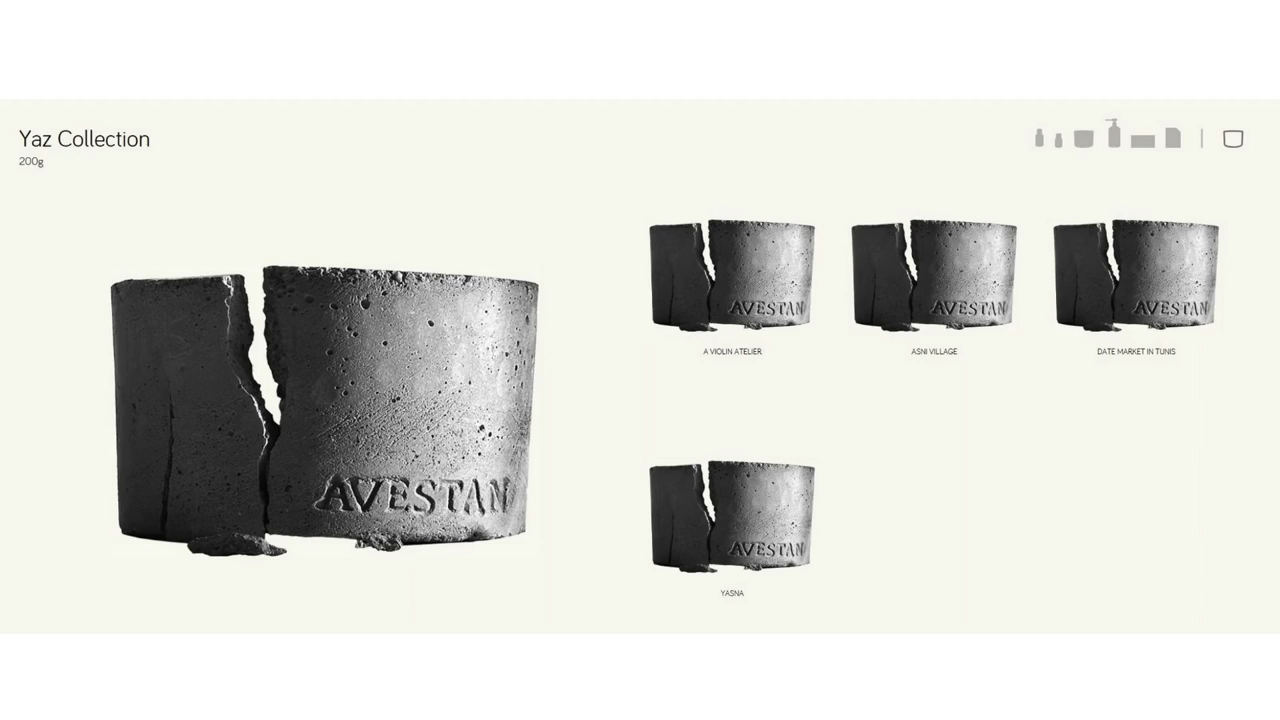 Yaz Collection
200g
AVESTAN
AVESTAN
AVESTAN
AVESTAN
A VIOLIN ATELIER
ASNI VILLAGE
DATE MARKET IN TUNIS
AVESTAN
YASNA